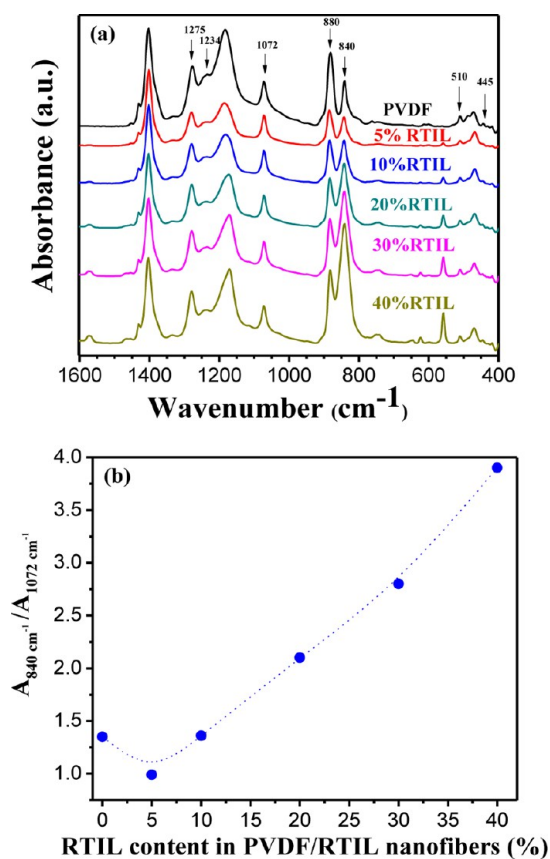 (a)
1275
1234
1072
880
840
510
445
PVDF
5% RTIL
10%RTIL
20%RTIL
30%RTIL
40%RTIL
Absorbance (a.u.)
1600 1400 1200 1000 800 600 400
Wavenumber (cm-1)
(b)
4.0
3.5
3.0
2.5
2.0
1.5
1.0
A840 cm-1/A1072 cm-1
0 5 10 15 20 25 30 35 40
RTIL content in PVDF/RTIL nanofibers (%)